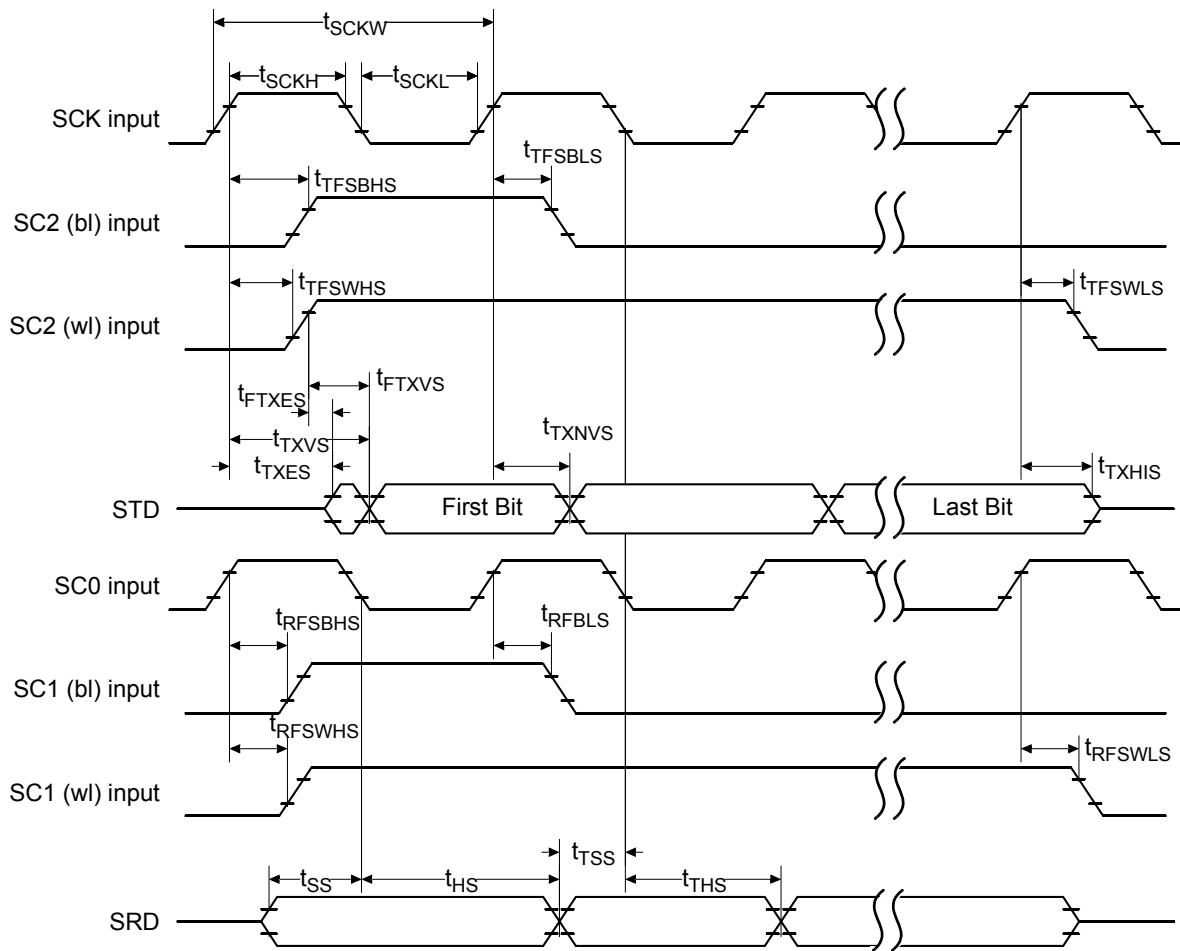 tSCKW
tSCKH
tSCKL
SCK input
tTFSBHS
tTFSBLS
SC2 (bl) input
tTFSWHS
tTFSWLS
SC2 (wl) input
tFTXVS
tFTXES
tTXVS
tTXNVS
tTXES
tTXHIS
STD
First Bit
Last Bit
SC0 input
tRFSBHS
tRFBLS
SC1 (bl) input
tRFSWHS
tRFSWLS
SC1 (wl) input
tTSS
tSS
tHS
tTHS
SRD